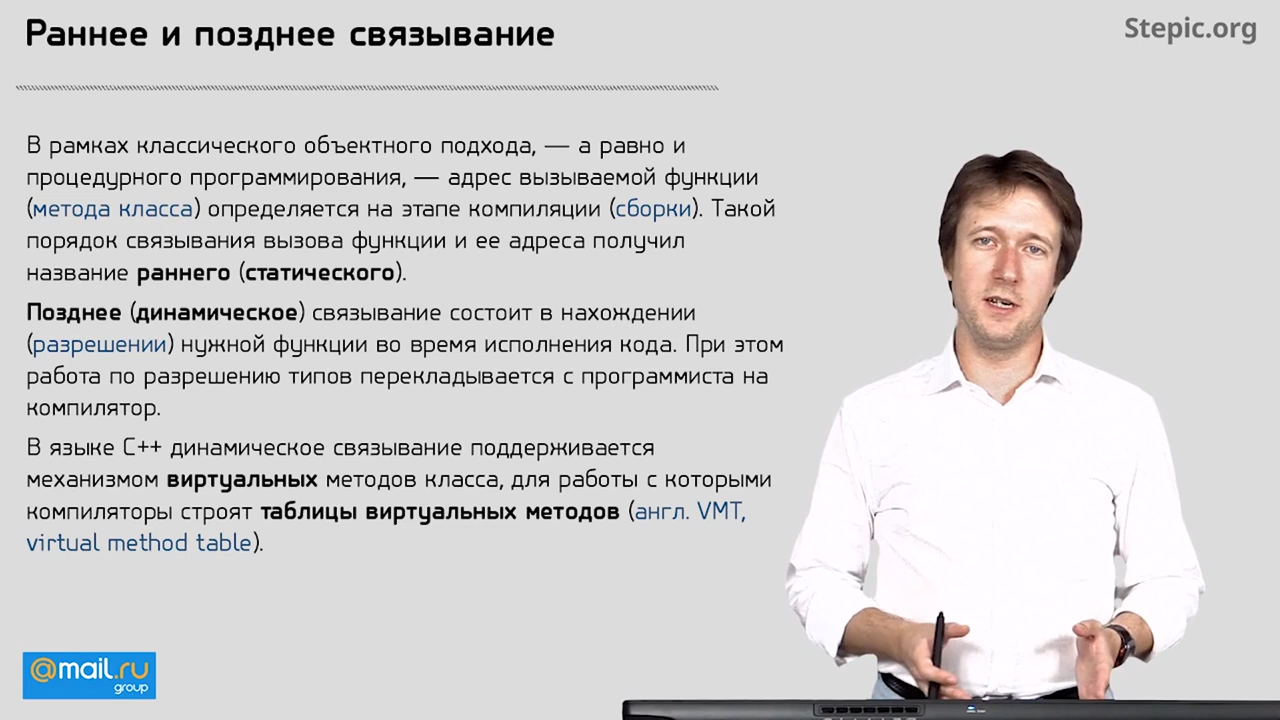 Раннее и позднее связывание
Stepic.org
В рамках классического объектного подхода, — а равно и
процедурного программирования, — адрес вызываемой функции
(метода класса) определяется на этапе компиляции (сборки). Такой
порядок связывания вызова функции и ее адреса получил
название раннего (статического).
Позднее (динамическое) связывание состоит в нахождении
(разрешении) нужной функции во время исполнения кода. При этом
работа по разрешению типов перекладывается с программиста на
компилятор.
В языке C++ динамическое связывание поддерживается
механизмом виртуальных методов класса, для работы с которыми
компиляторы строят таблицы виртуальных методов (англ. VMT,
virtual method table).
@mail.ru
group